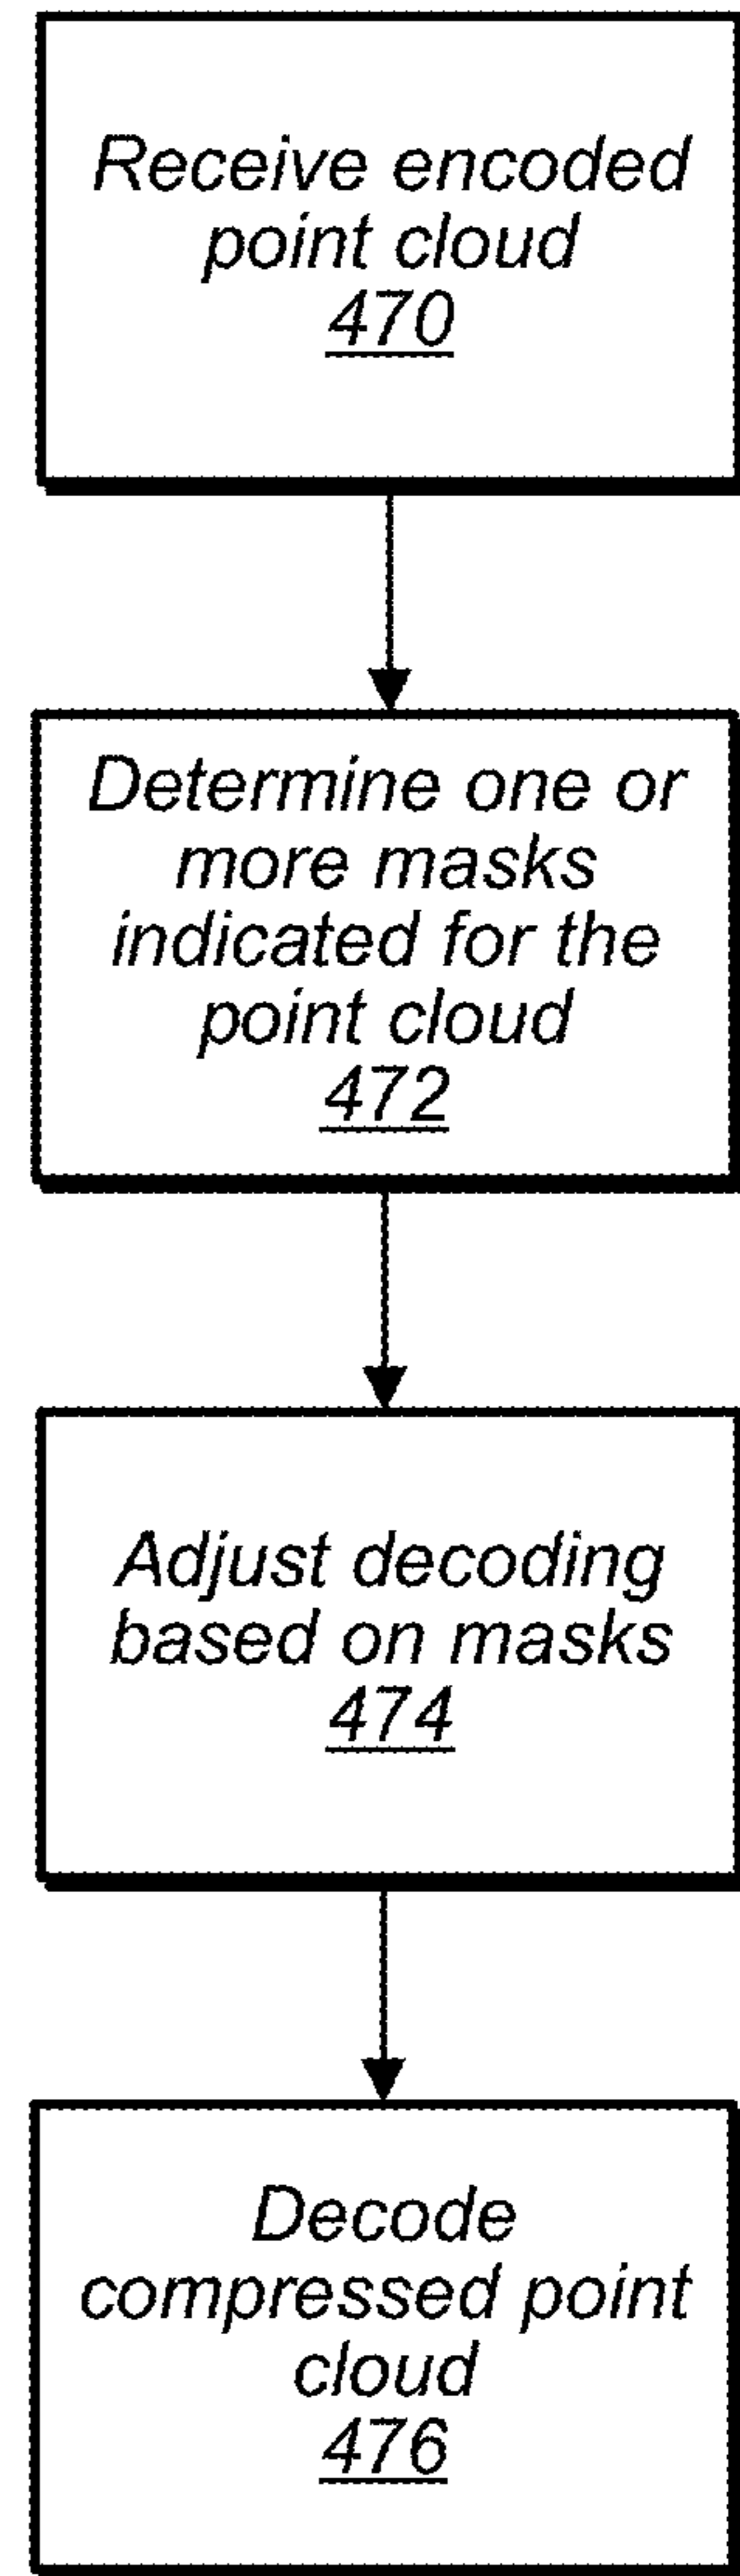 Receive encoded
point cloud
470
Determine one or
more masks
indicated for the
point cloud
472
Adjust decoding
based on masks
474
Decode
compressed point
cloud
476